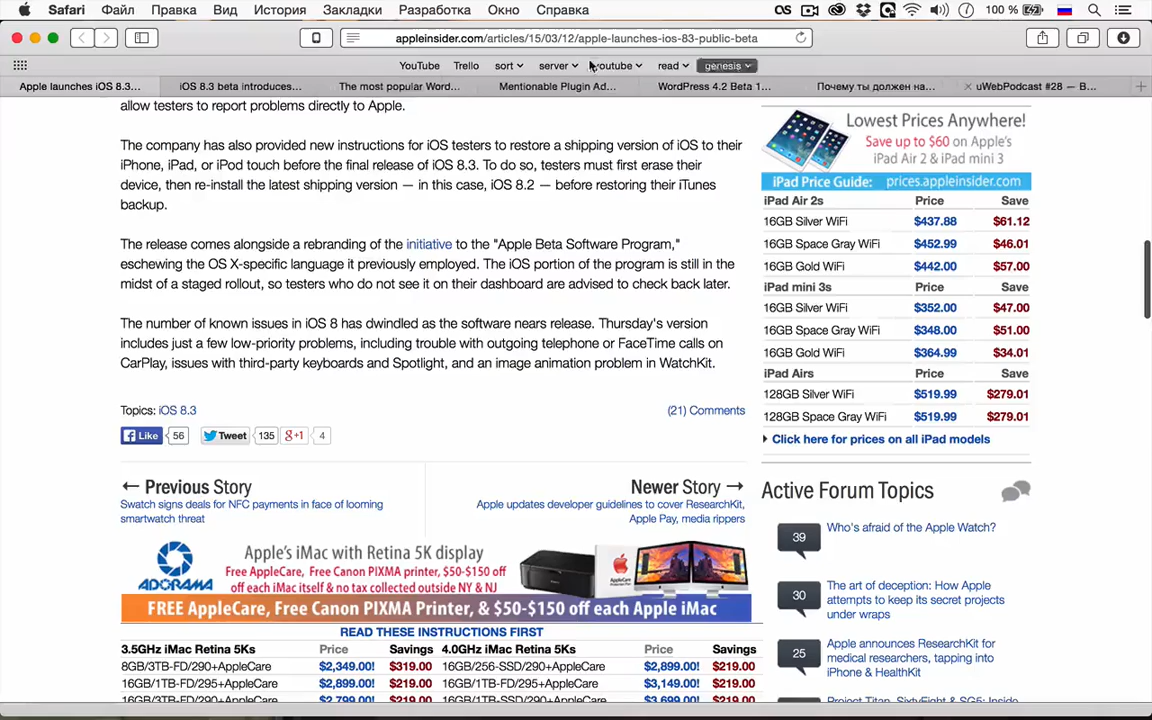 Safari Файл Правка Вид История Закладки Разработка Окно Справка 100 %
appleinsider.com/articles/15/03/12/apple-launches-ios-83-public-beta
YouTube Trello sort server youtube read genesis
Apple launches iOS 8.3... iOS 8.3 beta introduces... The most popular Word... Mentionable Plugin Ad... WordPress 4.2 Beta 1... Почему ты должен на... uWebPodcast #28 — B...
allow testers to report problems directly to Apple.
The company has also provided new instructions for iOS testers to restore a shipping version of iOS to their
iPhone, iPad, or iPod touch before the final release of iOS 8.3. To do so, testers must first erase their
device, then re-install the latest shipping version — in this case, iOS 8.2 — before restoring their iTunes
backup.
The release comes alongside a rebranding of the initiative to the "Apple Beta Software Program,"
eschewing the OS X-specific language it previously employed. The iOS portion of the program is still in the
midst of a staged rollout, so testers who do not see it on their dashboard are advised to check back later.
The number of known issues in iOS 8 has dwindled as the software nears release. Thursday's version
includes just a few low-priority problems, including trouble with outgoing telephone or FaceTime calls on
CarPlay, issues with third-party keyboards and Spotlight, and an image animation problem in WatchKit.
Topics: iOS 8.3 (21) Comments
Like 56 Tweet 135 g+1 4
← Previous Story
Swatch signs deals for NFC payments in face of looming
smartwatch threat
Newer Story →
Apple updates developer guidelines to cover ResearchKit,
Apple Pay, media rippers
ADORAMA
Apple's iMac with Retina 5K display
Free AppleCare, Free Canon PIXMA printer, $50-$150 off
off each iMac itself & no tax collected outside NY & NJ
FREE AppleCare, Free Canon PIXMA Printer, & $50-$150 off each Apple iMac
READ THESE INSTRUCTIONS FIRST
3.5GHz iMac Retina 5Ks Price Savings 4.0GHz iMac Retina 5Ks Price Savings
8GB/3TB-FD/290+AppleCare $2,349.00! $319.00 16GB/256-SSD/290+AppleCare $2,899.00! $219.00
16GB/1TB-FD/295+AppleCare $2,899.00! $219.00 16GB/1TB-FD/295+AppleCare $3,149.00! $219.00
8GB/3TB-FD/290+AppleCare $2,799.00! $219.00 16GB/1TB-SSD/290+AppleCare $3,699.00! $219.00
Lowest Prices Anywhere!
Save up to $60 on Apple's
iPad Air 2 & iPad mini 3
iPad Price Guide: prices.appleinsider.com
iPad Air 2s Price Save
16GB Silver WiFi $437.88 $61.12
16GB Space Gray WiFi $452.99 $46.01
16GB Gold WiFi $442.00 $57.00
iPad mini 3s Price Save
16GB Silver WiFi $352.00 $47.00
16GB Space Gray WiFi $348.00 $51.00
16GB Gold WiFi $364.99 $34.01
iPad Airs Price Save
128GB Silver WiFi $519.99 $279.01
128GB Space Gray WiFi $519.99 $279.01
Click here for prices on all iPad models
Active Forum Topics
39 Who's afraid of the Apple Watch?
30 The art of deception: How Apple
attempts to keep its secret projects
under wraps
25 Apple announces ResearchKit for
medical researchers, tapping into
iPhone & HealthKit
Project Titan, SixtyEight & SG5: Inside